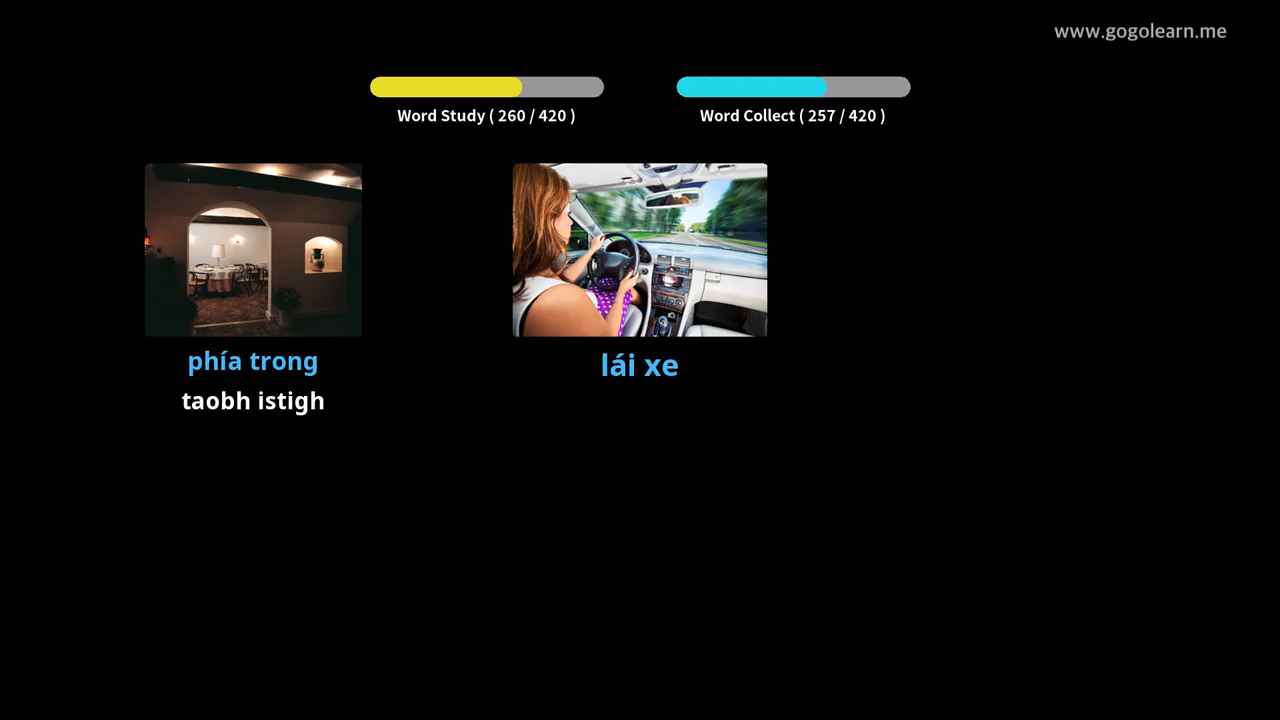 www.gogolearn.me
Word Study ( 260 / 420 )
Word Collect ( 257 / 420 )
phía trong
taobh istigh
lái xe